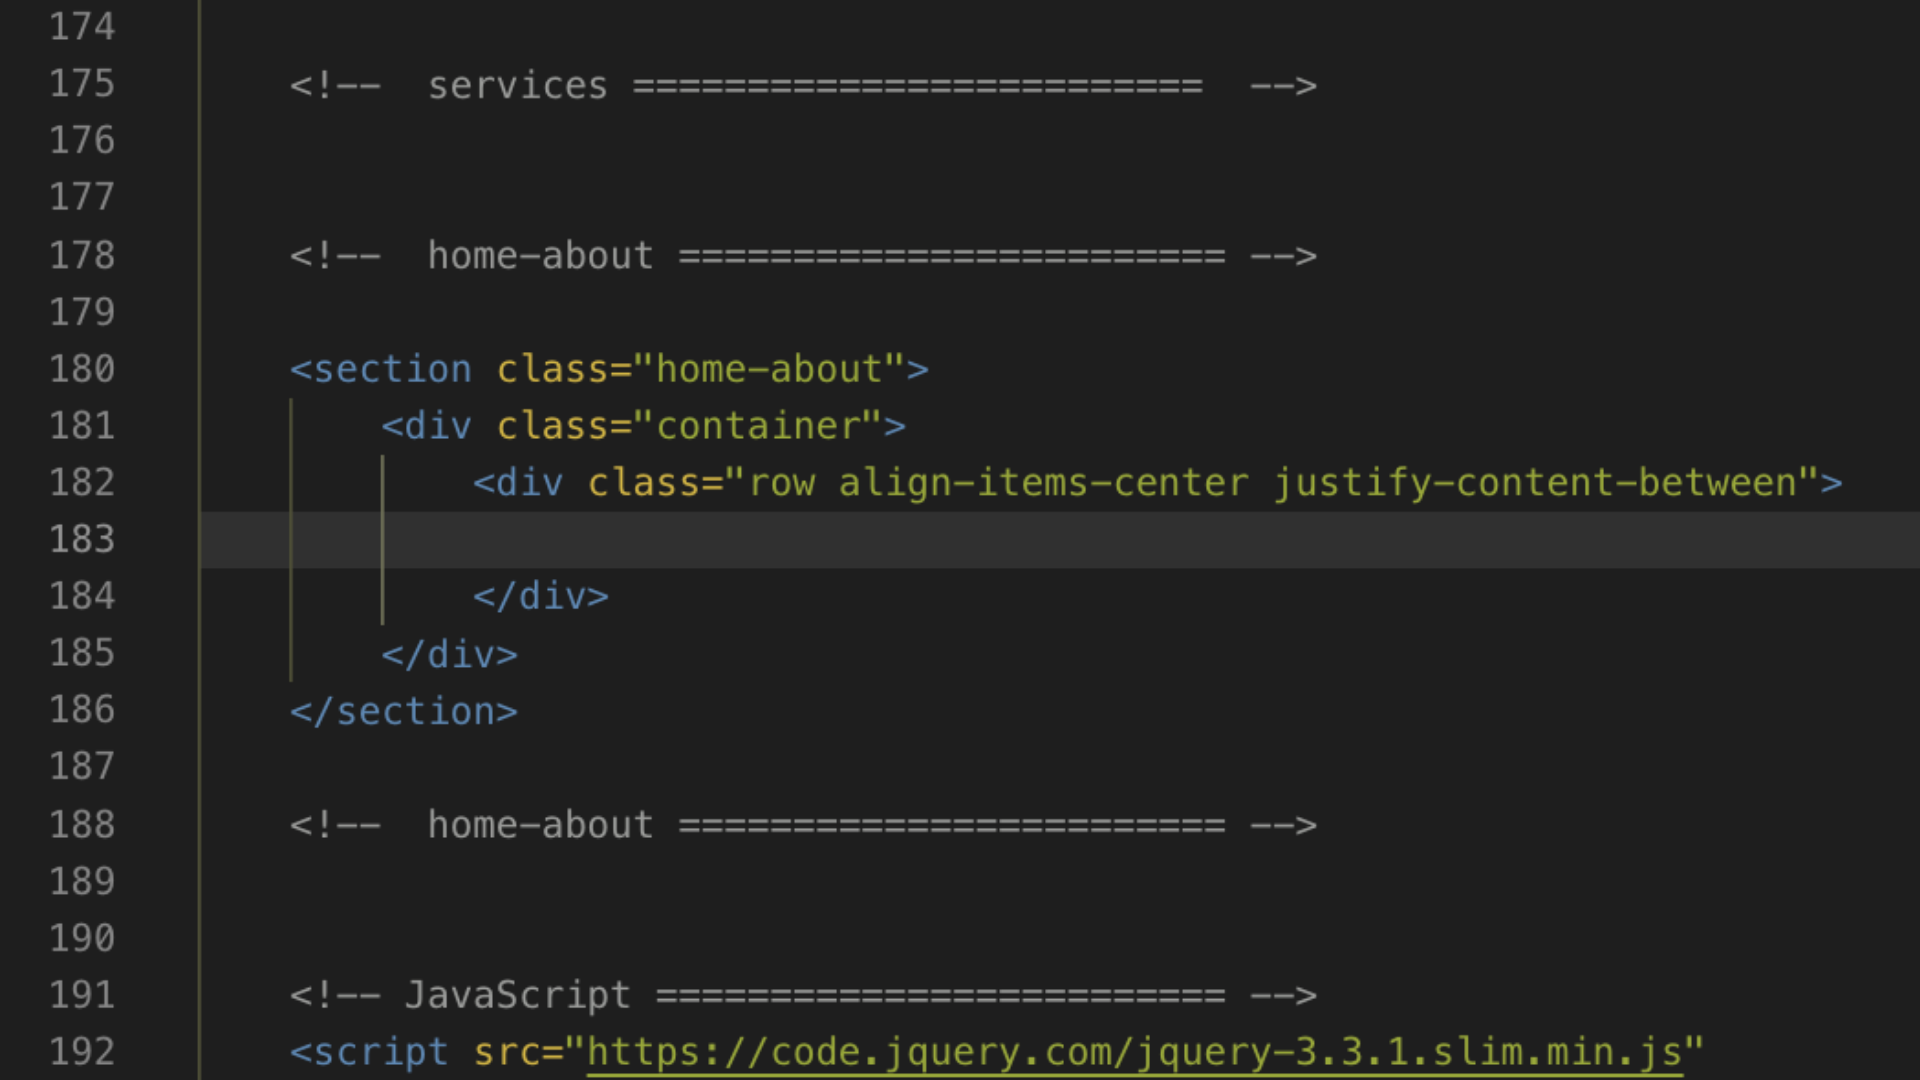 174
175 <!--  services =========================  -->
176
177
178 <!--  home-about ======================== -->
179
180 <section class="home-about">
181 <div class="container">
182 <div class="row align-items-center justify-content-between">
183
184 </div>
185 </div>
186 </section>
187
188 <!--  home-about ======================== -->
189
190
191 <!-- JavaScript ========================= -->
192 <script src="https://code.jquery.com/jquery-3.3.1.slim.min.js"